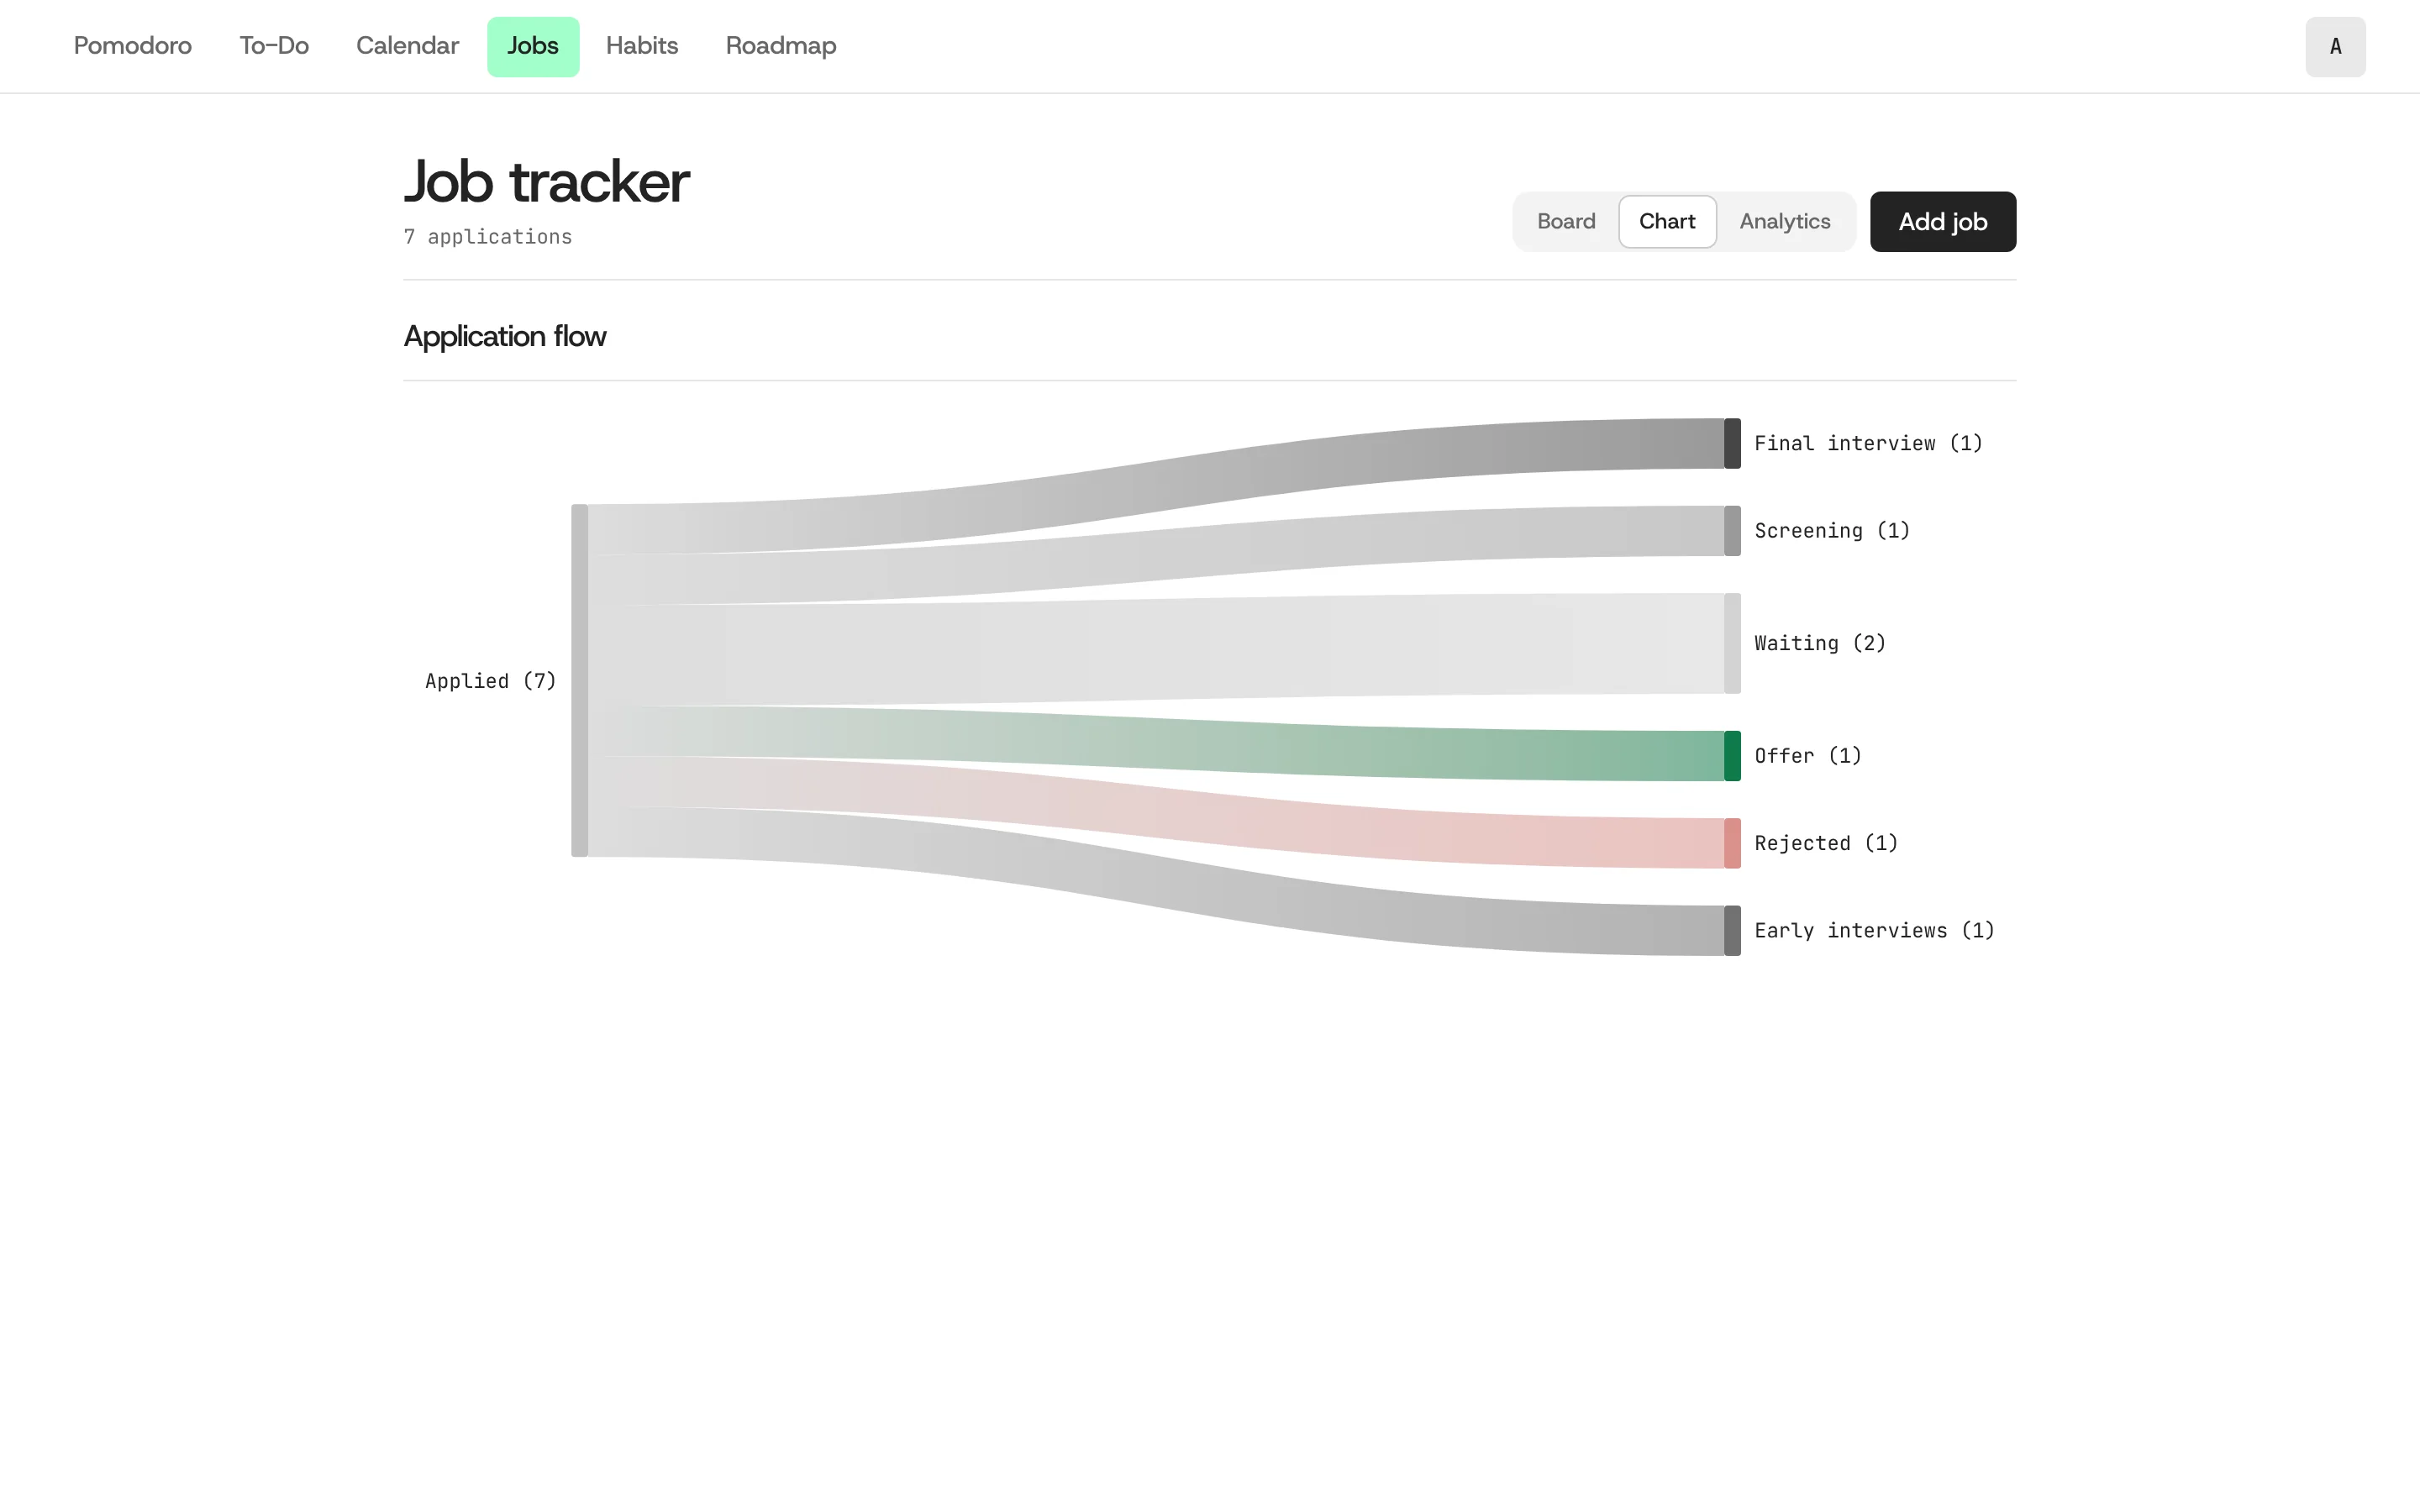 Pomodoro To-Do Calendar Jobs Habits Roadmap A
Job tracker
7 applications
Board Chart Analytics Add job
Application flow
Final interview (1)
Screening (1)
Waiting (2)
Applied (7)
Offer (1)
Rejected (1)
Early interviews (1)